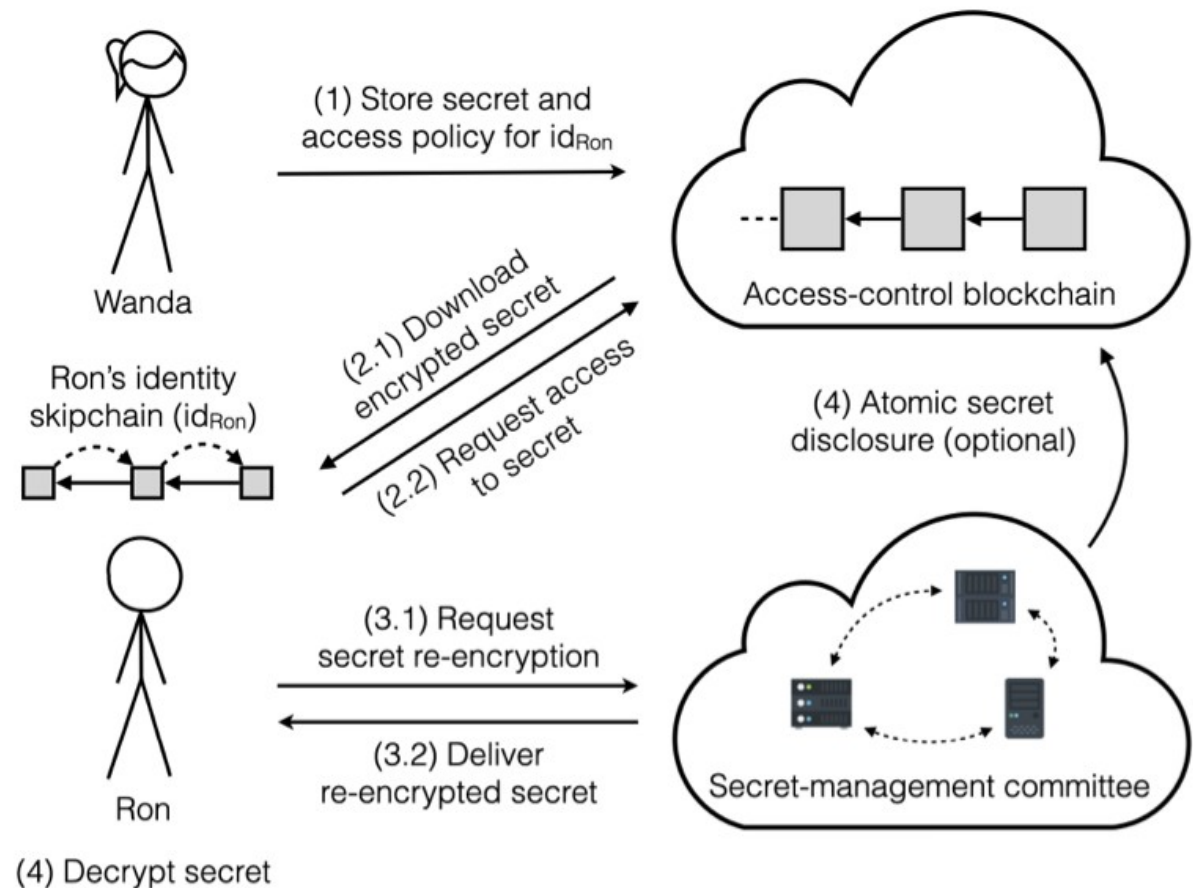 (1) Store secret and
access policy for idRon
Wanda
Access-control blockchain
(2.1) Download
encrypted secret
(2.2) Request access
to secret
Ron's identity
skipchain (idRon)
(4) Atomic secret
disclosure (optional)
(3.1) Request
secret re-encryption
(3.2) Deliver
re-encrypted secret
Secret-management committee
Ron
(4) Decrypt secret